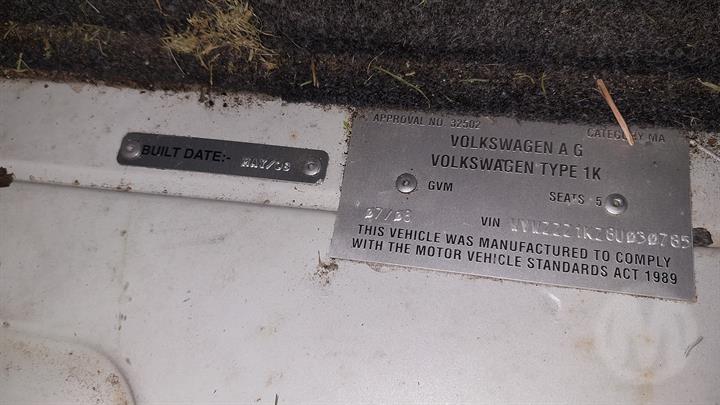 APPROVAL NO. 32502 CATEGORY MA
VOLKSWAGEN A G
VOLKSWAGEN TYPE 1K
BUILT DATE:- MAY/08
GVM SEATS 5
07/08 VIN WVWZZZ1KZ8U030785
THIS VEHICLE WAS MANUFACTURED TO COMPLY
WITH THE MOTOR VEHICLE STANDARDS ACT 1989
M